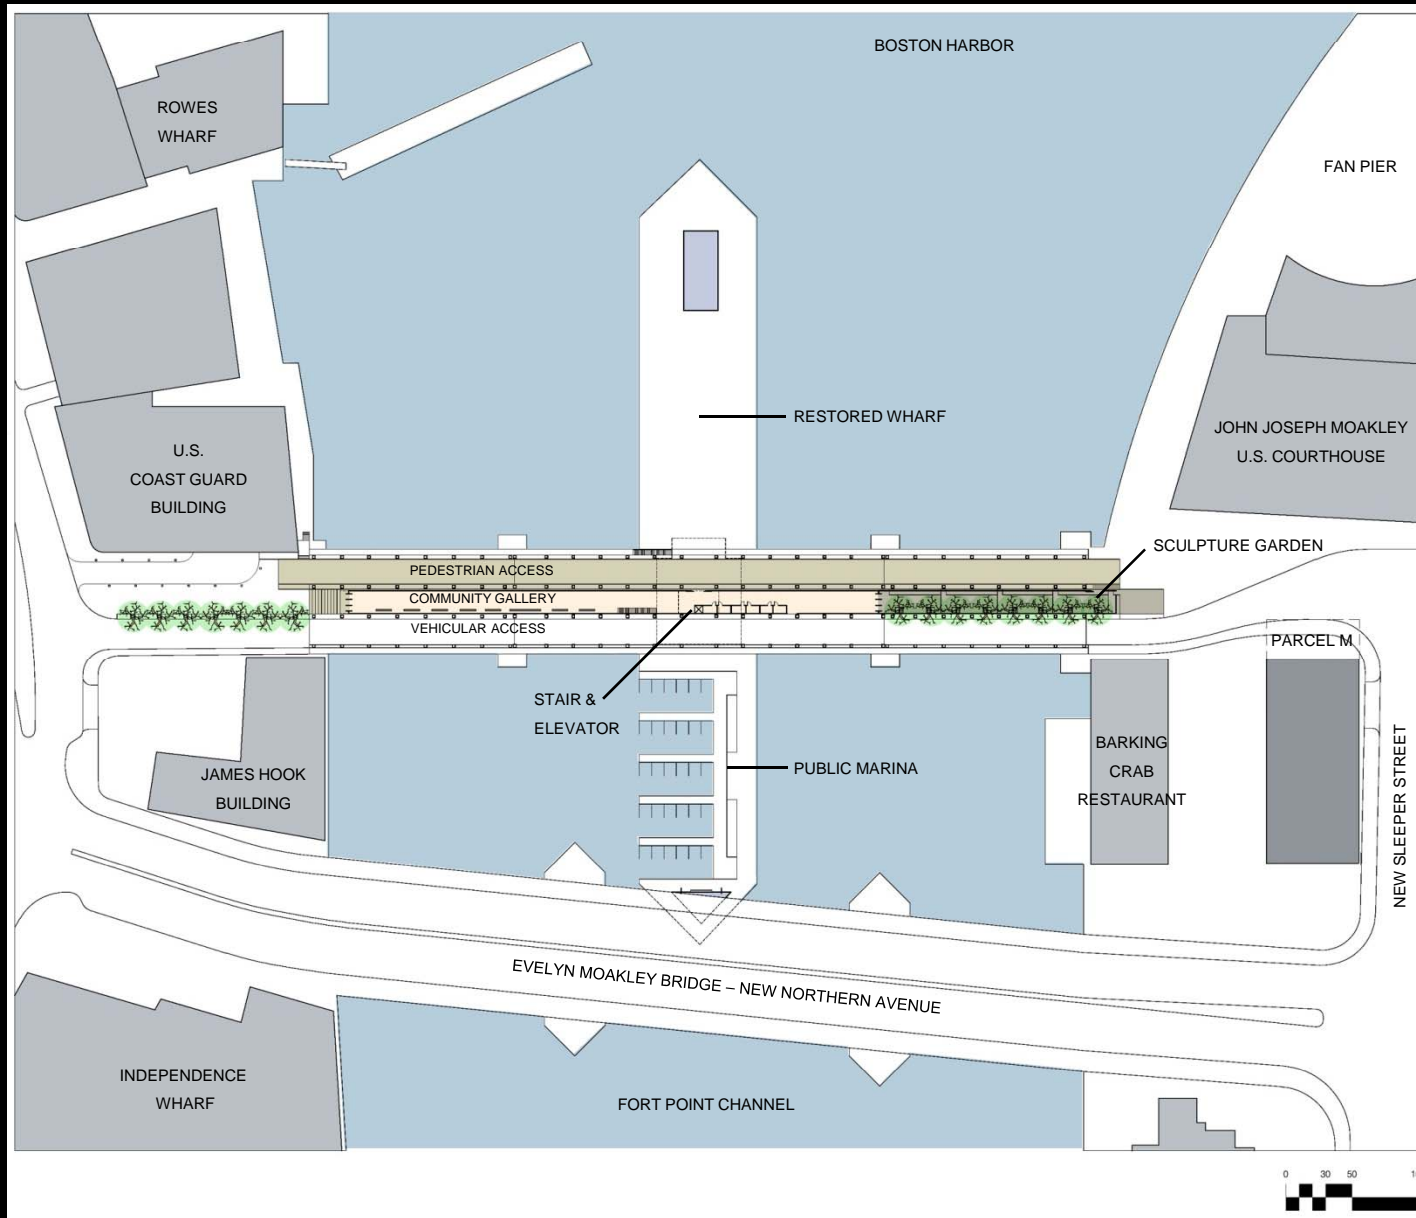 BOSTON HARBOR
ROWES
WHARF
FAN PIER
RESTORED WHARF
JOHN JOSEPH MOAKLEY
U.S. COURTHOUSE
U.S.
COAST GUARD
BUILDING
SCULPTURE GARDEN
PEDESTRIAN ACCESS
COMMUNITY GALLERY
VEHICULAR ACCESS
PARCEL M
STAIR &
ELEVATOR
BARKING
CRAB
RESTAURANT
PUBLIC MARINA
JAMES HOOK
BUILDING
NEW SLEEPER STREET
EVELYN MOAKLEY BRIDGE – NEW NORTHERN AVENUE
INDEPENDENCE
WHARF
FORT POINT CHANNEL
0 30 50